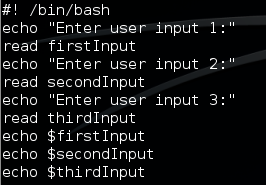 #! /bin/bash
echo "Enter user input 1:"
read firstInput
echo "Enter user input 2:"
read secondInput
echo "Enter user input 3:"
read thirdInput
echo $firstInput
echo $secondInput
echo $thirdInput